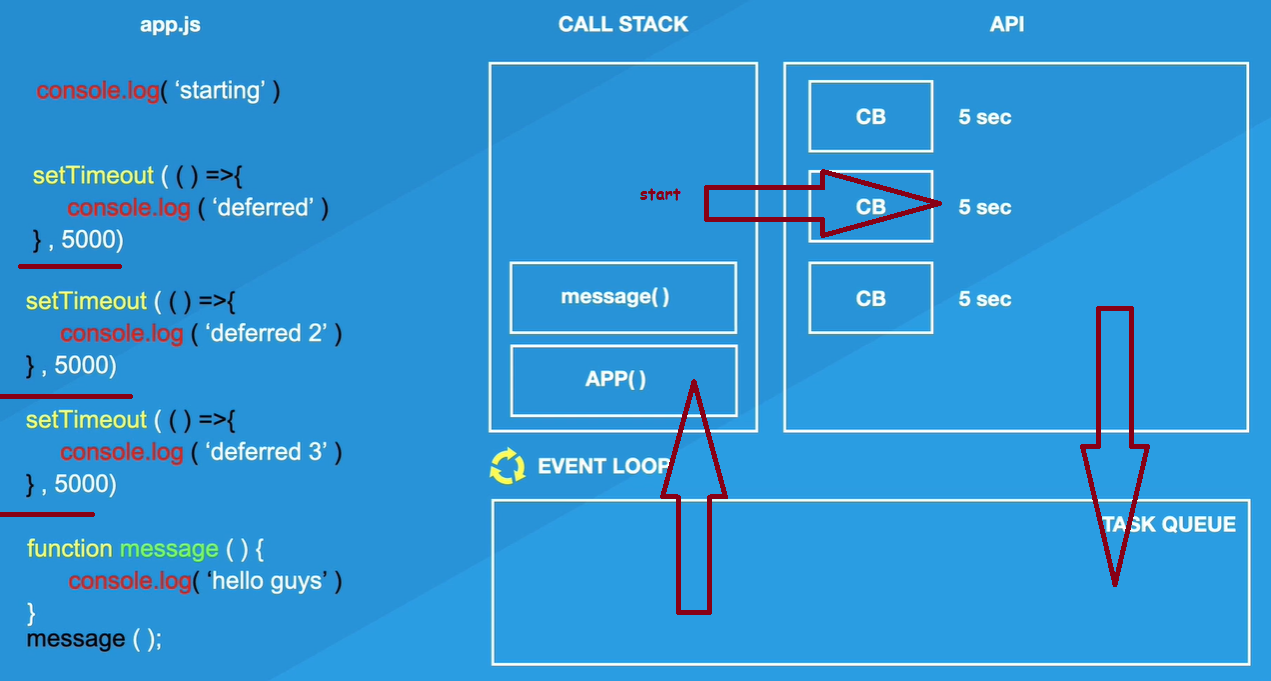 app.js
console.log( ‘starting’ )
setTimeout ( ( ) =>{
console.log ( ‘deferred’ )
} , 5000)
setTimeout ( ( ) =>{
console.log ( ‘deferred 2’ )
} , 5000)
setTimeout ( ( ) =>{
console.log ( ‘deferred 3’ )
} , 5000)
function message ( ) {
console.log( ‘hello guys’ )
}
message ( );
CALL STACK
start
message( )
APP( )
API
CB 5 sec
CB 5 sec
CB 5 sec
EVENT LOOP
TASK QUEUE